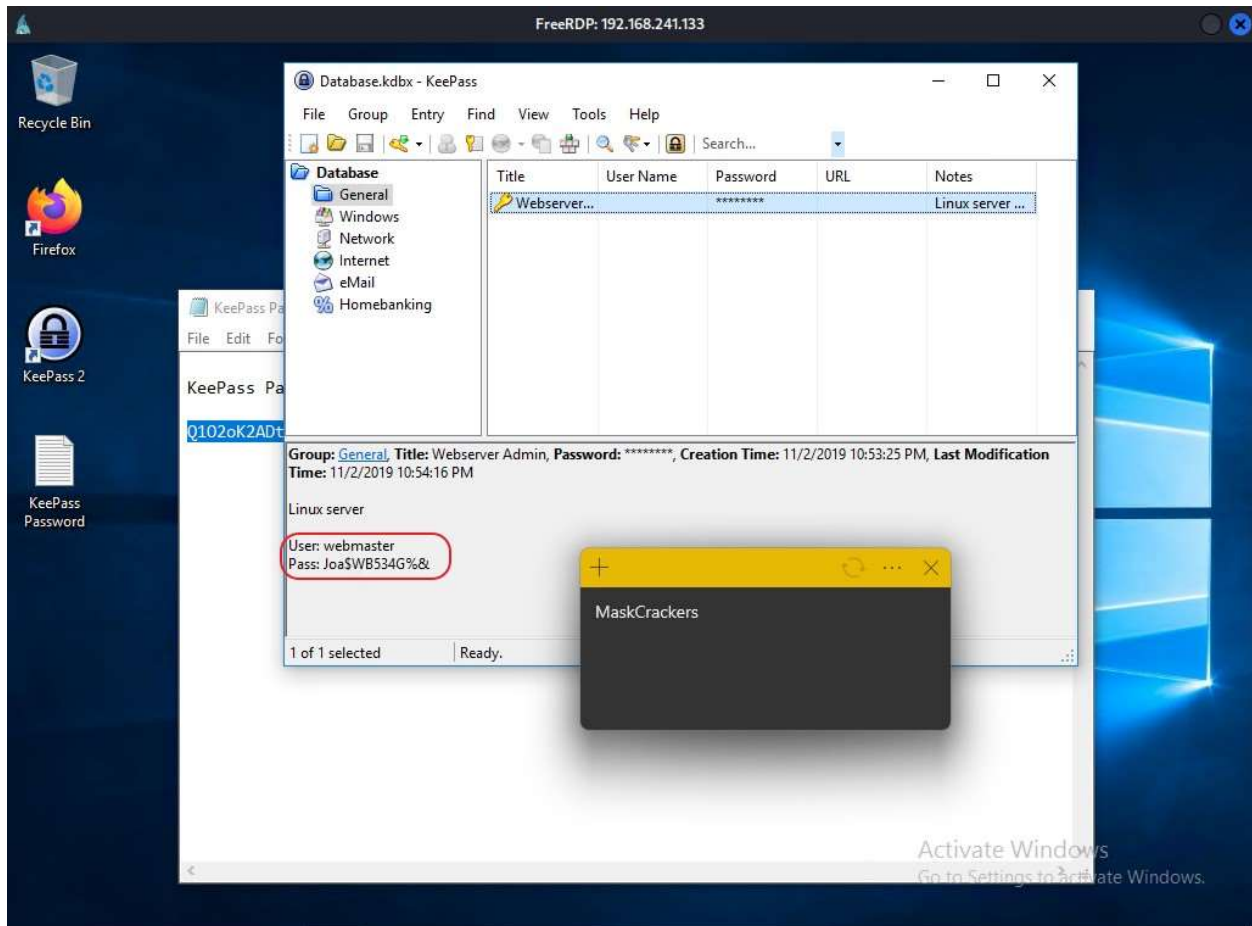 FreeRDP: 192.168.241.133
Recycle Bin
Firefox
KeePass 2
KeePass
Password
Database.kdbx - KeePass
File Group Entry Find View Tools Help
Search...
Database
General
Windows
Network
Internet
eMail
Homebanking
Title User Name Password URL Notes
Webserver... ******** Linux server ...
Group: General, Title: Webserver Admin, Password: ********, Creation Time: 11/2/2019 10:53:25 PM, Last Modification
Time: 11/2/2019 10:54:16 PM
Linux server
User: webmaster
Pass: Joa$WB534G%&
1 of 1 selected Ready.
KeePass Pa
File Edit Fo
KeePass Pa
MaskCrackers
Activate Windows
Go to Settings to activate Windows.